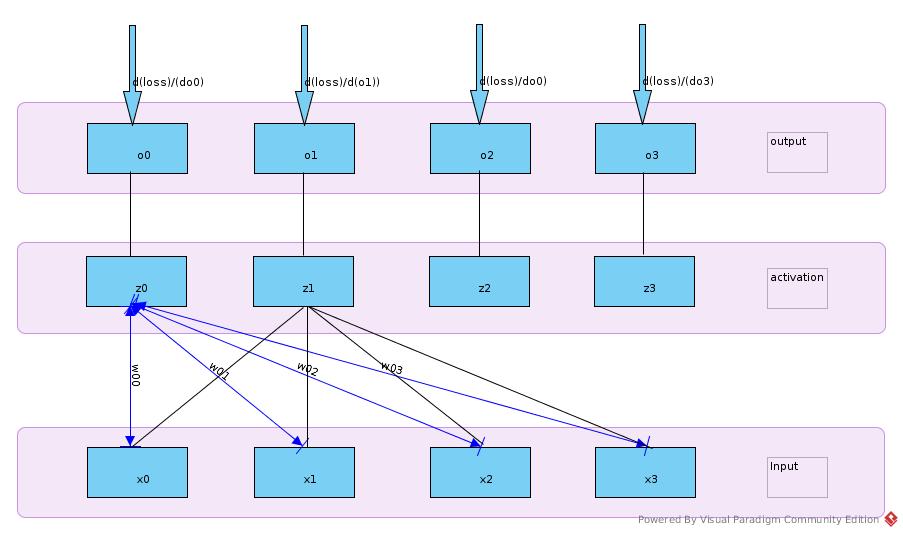 d(loss)/(do0)
d(loss)/d(o1))
d(loss)/do0)
d(loss)/(do3)
o0
o1
o2
o3
output
z0
z1
z2
z3
activation
w00
w01
w02
w03
x0
x1
x2
x3
Input
Powered By Visual Paradigm Community Edition